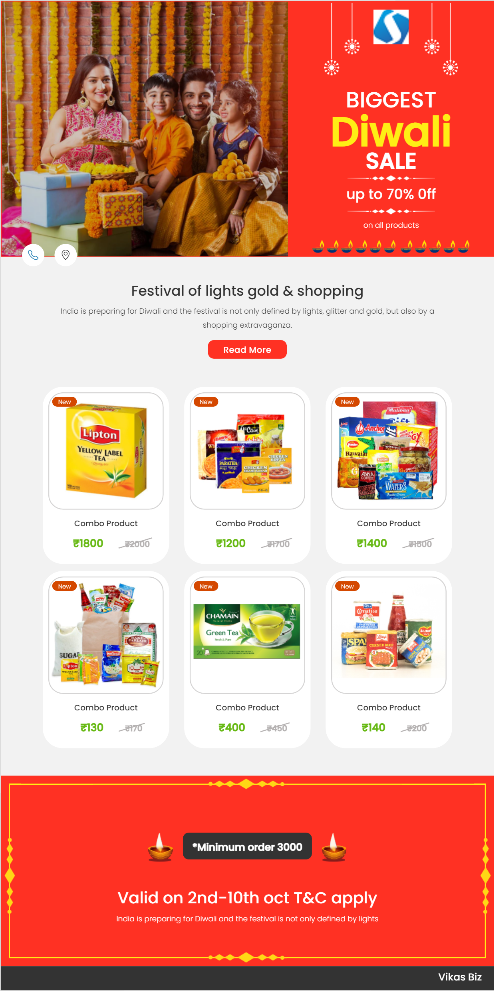 BIGGEST
Diwali
SALE
up to 70% Off
on all products
Festival of lights gold & shopping
India is preparing for Diwali and the festival is not only defined by lights, glitter and gold, but also by a
shopping extravaganza.
Read More
New
Lipton
YELLOW LABEL
TEA
Combo Product
₹1800 ₹2000
New
PARATHA
CHICKEN
Combo Product
₹1200 ₹1700
New
Hawaiian
Combo Product
₹1400 ₹1500
New
SUGAR
Combo Product
₹130 ₹170
New
CHAMAIN
Green Tea
Combo Product
₹400 ₹450
New
SPAM
Combo Product
₹140 ₹200
*Minimum order 3000
Valid on 2nd-10th oct T&C apply
India is preparing for Diwali and the festival is not only defined by lights
Vikas Biz